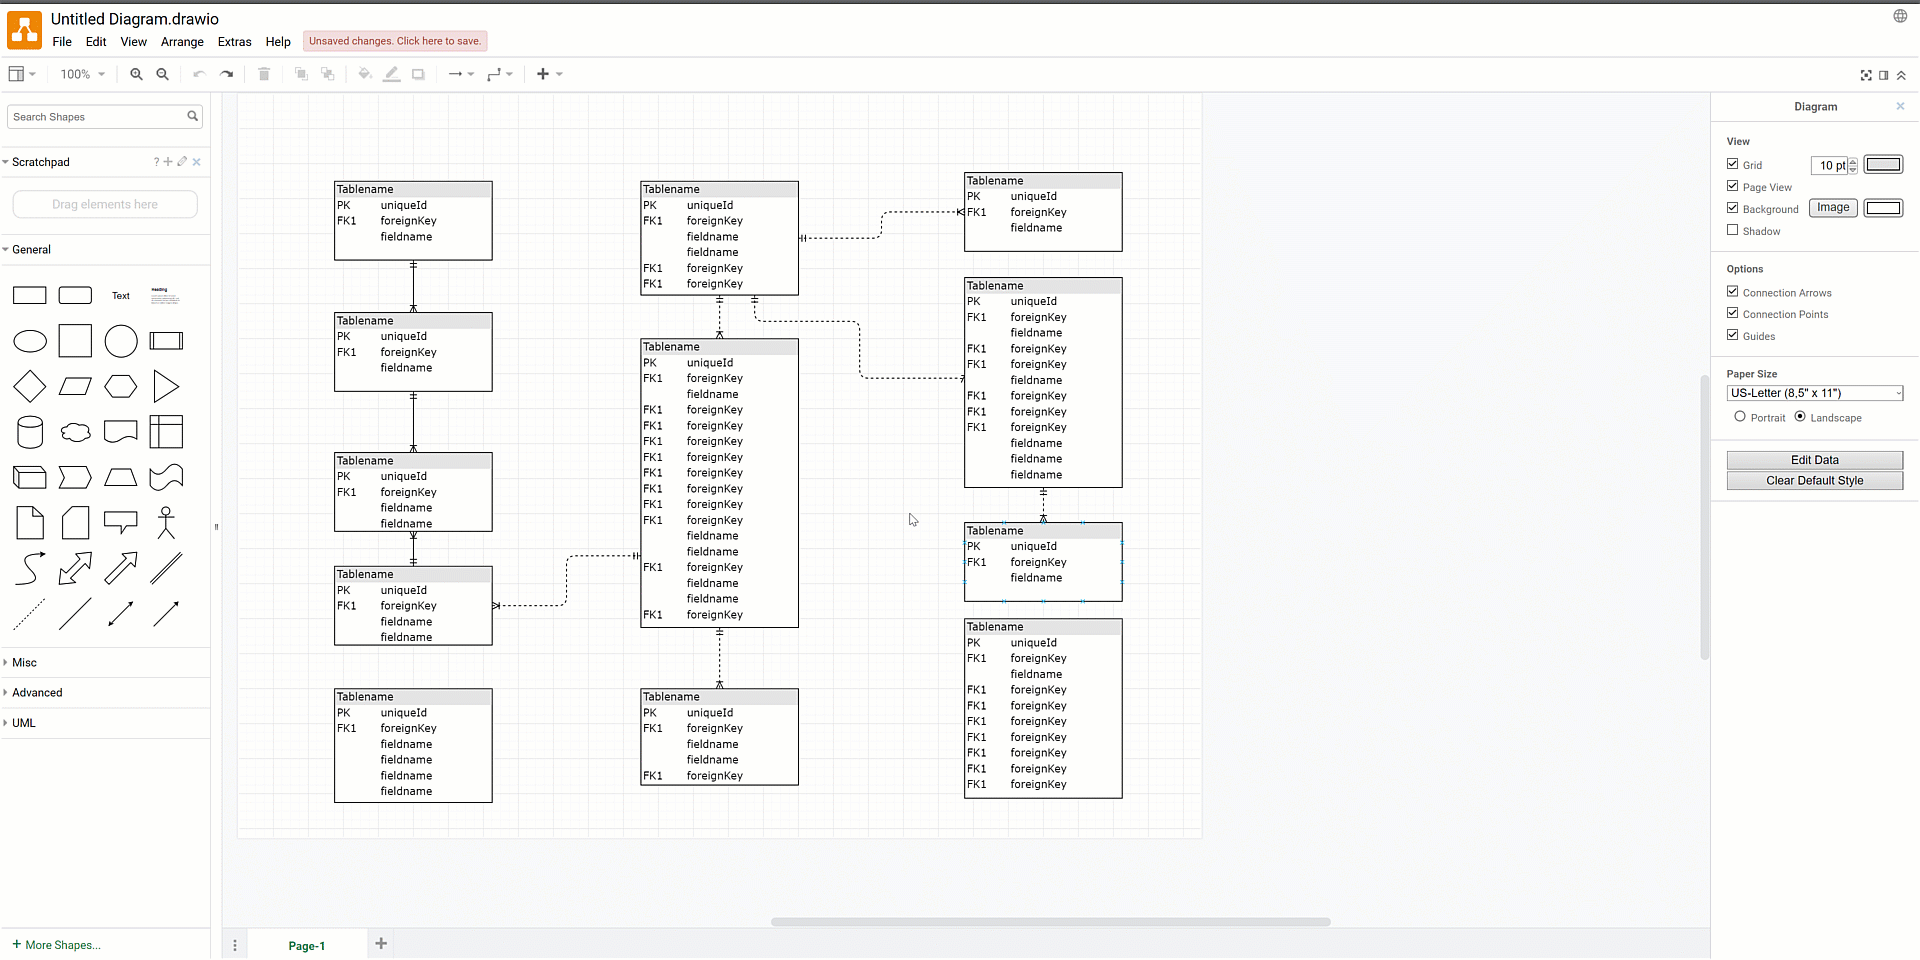 Untitled Diagram.drawio
File Edit View Arrange Extras Help Unsaved changes. Click here to save.
100%
Search Shapes
Scratchpad ?
Drag elements here
General
Text
Heading
Misc
Advanced
UML
+ More Shapes...
Tablename
PK uniqueId
FK1 foreignKey
fieldname
Tablename
PK uniqueId
FK1 foreignKey
fieldname
Tablename
PK uniqueId
FK1 foreignKey
fieldname
fieldname
Tablename
PK uniqueId
FK1 foreignKey
fieldname
fieldname
Tablename
PK uniqueId
FK1 foreignKey
fieldname
fieldname
fieldname
fieldname
Tablename
PK uniqueId
FK1 foreignKey
fieldname
fieldname
FK1 foreignKey
FK1 foreignKey
Tablename
PK uniqueId
FK1 foreignKey
fieldname
FK1 foreignKey
FK1 foreignKey
FK1 foreignKey
FK1 foreignKey
FK1 foreignKey
FK1 foreignKey
FK1 foreignKey
FK1 foreignKey
fieldname
fieldname
FK1 foreignKey
fieldname
fieldname
FK1 foreignKey
Tablename
PK uniqueId
FK1 foreignKey
fieldname
fieldname
FK1 foreignKey
Tablename
PK uniqueId
FK1 foreignKey
fieldname
Tablename
PK uniqueId
FK1 foreignKey
fieldname
FK1 foreignKey
FK1 foreignKey
fieldname
FK1 foreignKey
FK1 foreignKey
FK1 foreignKey
fieldname
fieldname
fieldname
Tablename
PK uniqueId
FK1 foreignKey
fieldname
Tablename
PK uniqueId
FK1 foreignKey
fieldname
FK1 foreignKey
FK1 foreignKey
FK1 foreignKey
FK1 foreignKey
FK1 foreignKey
FK1 foreignKey
FK1 foreignKey
Page-1
Diagram
View
Grid 10 pt
Page View
Background Image
Shadow
Options
Connection Arrows
Connection Points
Guides
Paper Size
US-Letter (8,5" x 11")
Portrait Landscape
Edit Data
Clear Default Style